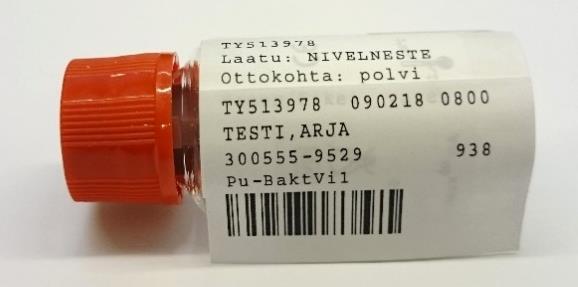 TY513978
Laatu: NIVELNESTE
Ottokohta: polvi
TY513978 090218 0800
TESTI,ARJA
300555-9529 938
Pu-BaktVi1